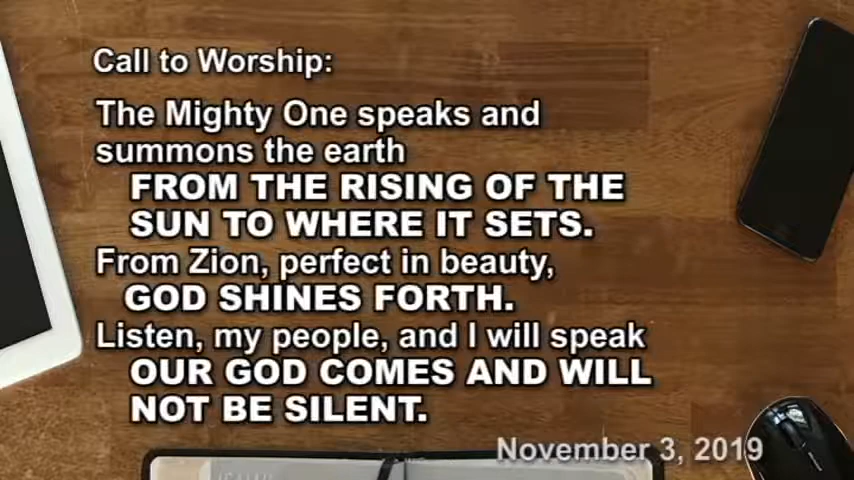 Call to Worship:
The Mighty One speaks and
summons the earth
FROM THE RISING OF THE
SUN TO WHERE IT SETS.
From Zion, perfect in beauty,
GOD SHINES FORTH.
Listen, my people, and I will speak
OUR GOD COMES AND WILL
NOT BE SILENT.
November 3, 2019
ISAIAH